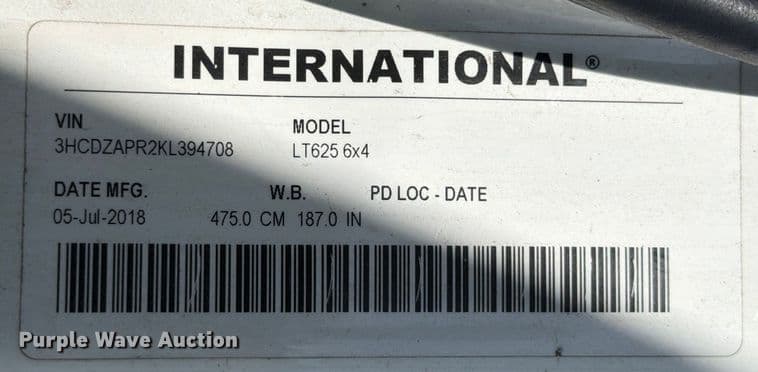 INTERNATIONAL®
VIN MODEL
3HCDZAPR2KL394708 LT625 6x4
DATE MFG. W.B. PD LOC - DATE
05-Jul-2018 475.0 CM 187.0 IN
Purple Wave Auction